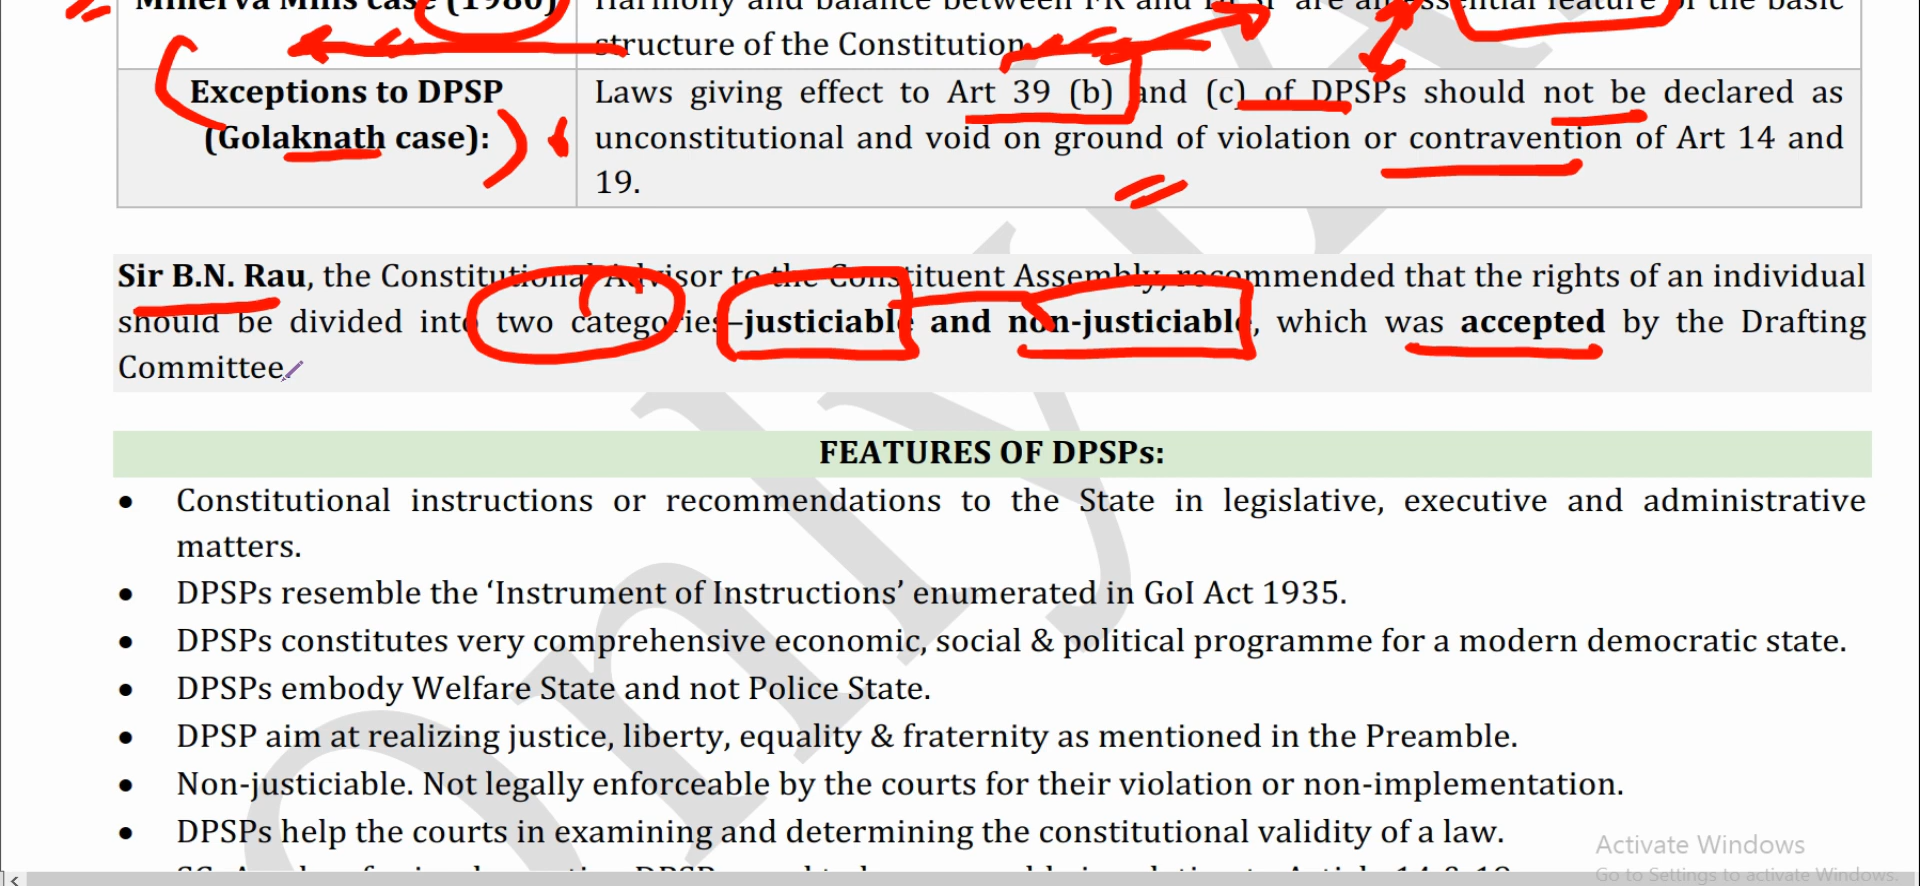 Minerva Mills case (1980)
Harmony and balance between FR and DPSP are an essential feature of the basic
structure of the Constitution
Exceptions to DPSP
(Golaknath case):
Laws giving effect to Art 39 (b) and (c) of DPSPs should not be declared as
unconstitutional and void on ground of violation or contravention of Art 14 and
19.
Sir B.N. Rau, the Constitutional Advisor to the Constituent Assembly, recommended that the rights of an individual
should be divided into two categories–justiciable and non-justiciable, which was accepted by the Drafting
Committee
FEATURES OF DPSPs:
• Constitutional instructions or recommendations to the State in legislative, executive and administrative
matters.
• DPSPs resemble the ‘Instrument of Instructions’ enumerated in GoI Act 1935.
• DPSPs constitutes very comprehensive economic, social & political programme for a modern democratic state.
• DPSPs embody Welfare State and not Police State.
• DPSP aim at realizing justice, liberty, equality & fraternity as mentioned in the Preamble.
• Non-justiciable. Not legally enforceable by the courts for their violation or non-implementation.
• DPSPs help the courts in examining and determining the constitutional validity of a law.
Activate Windows
Go to Settings to activate Windows.